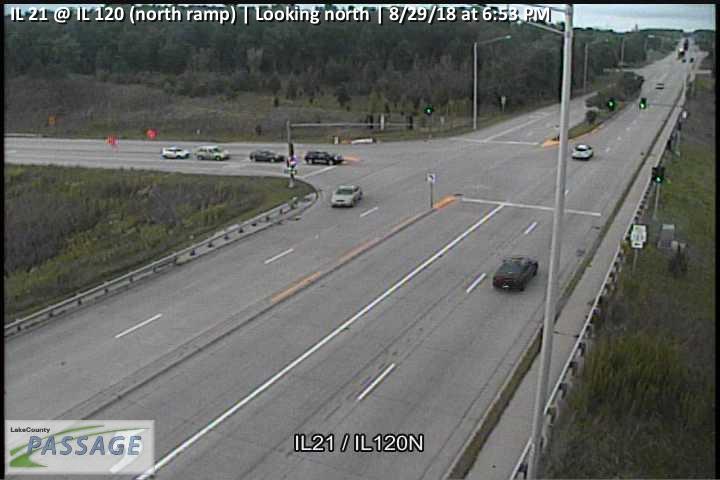 IL 21 @ IL 120 (north ramp) | Looking north | 8/29/18 at 6:53 PM
LakeCounty
PASSAGE
IL21 / IL120N